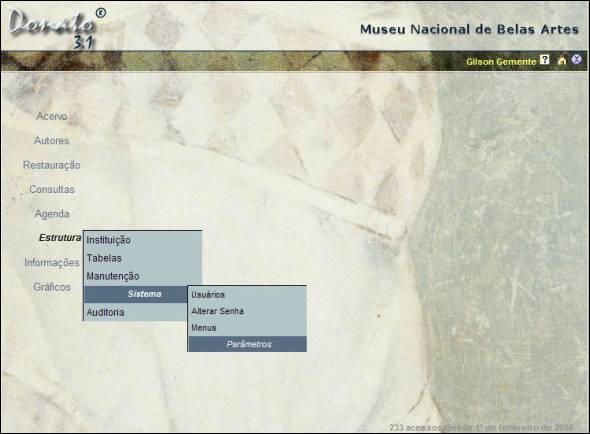 Donato ®
3.1
Museu Nacional de Belas Artes
Gilson Gemente ? X
Acervo
Autores
Restauração
Consultas
Agenda
Estrutura
Informações
Gráficos
Instituição
Tabelas
Manutenção
Sistema
Auditoria
Usuários
Alterar Senha
Menus
Parâmetros
233 acessos desde 1º de fevereiro de 2008